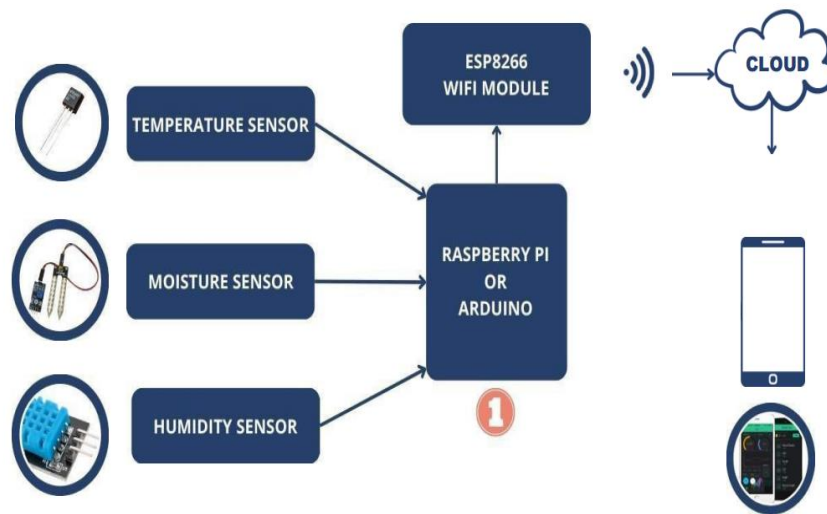 ESP8266
WIFI MODULE
CLOUD
TEMPERATURE SENSOR
RASPBERRY PI
OR
ARDUINO
MOISTURE SENSOR
HUMIDITY SENSOR
1